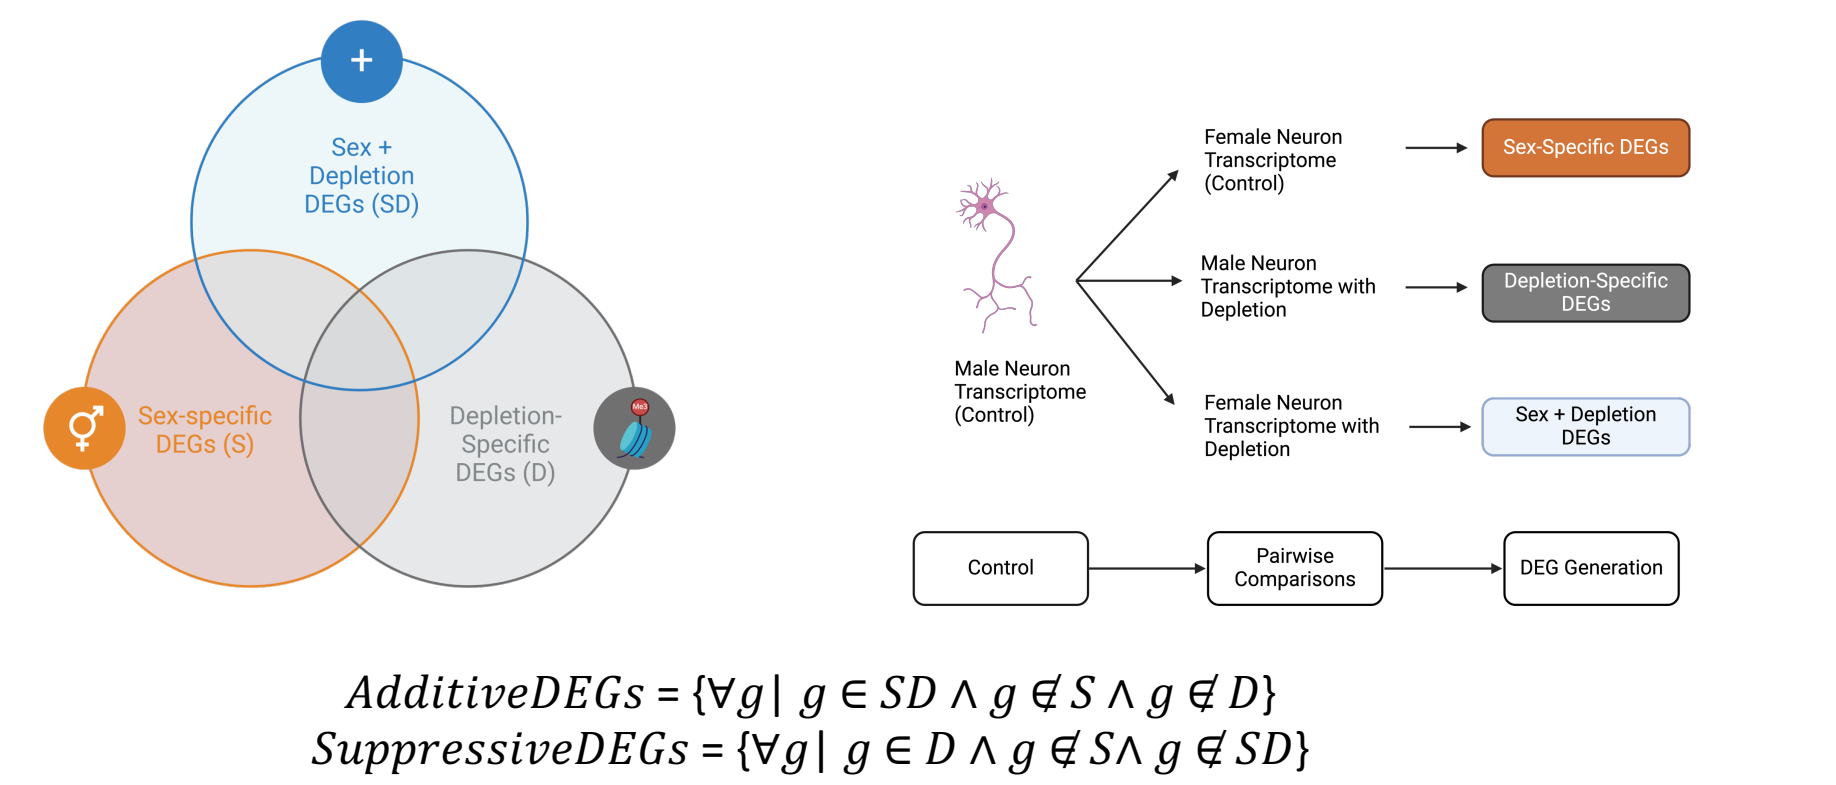 +
Sex +
Depletion
DEGs (SD)
Sex-specific
DEGs (S)
Depletion-
Specific
DEGs (D)
Me3
Male Neuron
Transcriptome
(Control)
Female Neuron
Transcriptome
(Control)
Sex-Specific DEGs
Male Neuron
Transcriptome with
Depletion
Depletion-Specific
DEGs
Female Neuron
Transcriptome with
Depletion
Sex + Depletion
DEGs
Control
Pairwise
Comparisons
DEG Generation
AdditiveDEGs = {∀g| g ∈ SD ∧ g ∉ S ∧ g ∉ D}
SuppressiveDEGs = {∀g| g ∈ D ∧ g ∉ S∧ g ∉ SD}